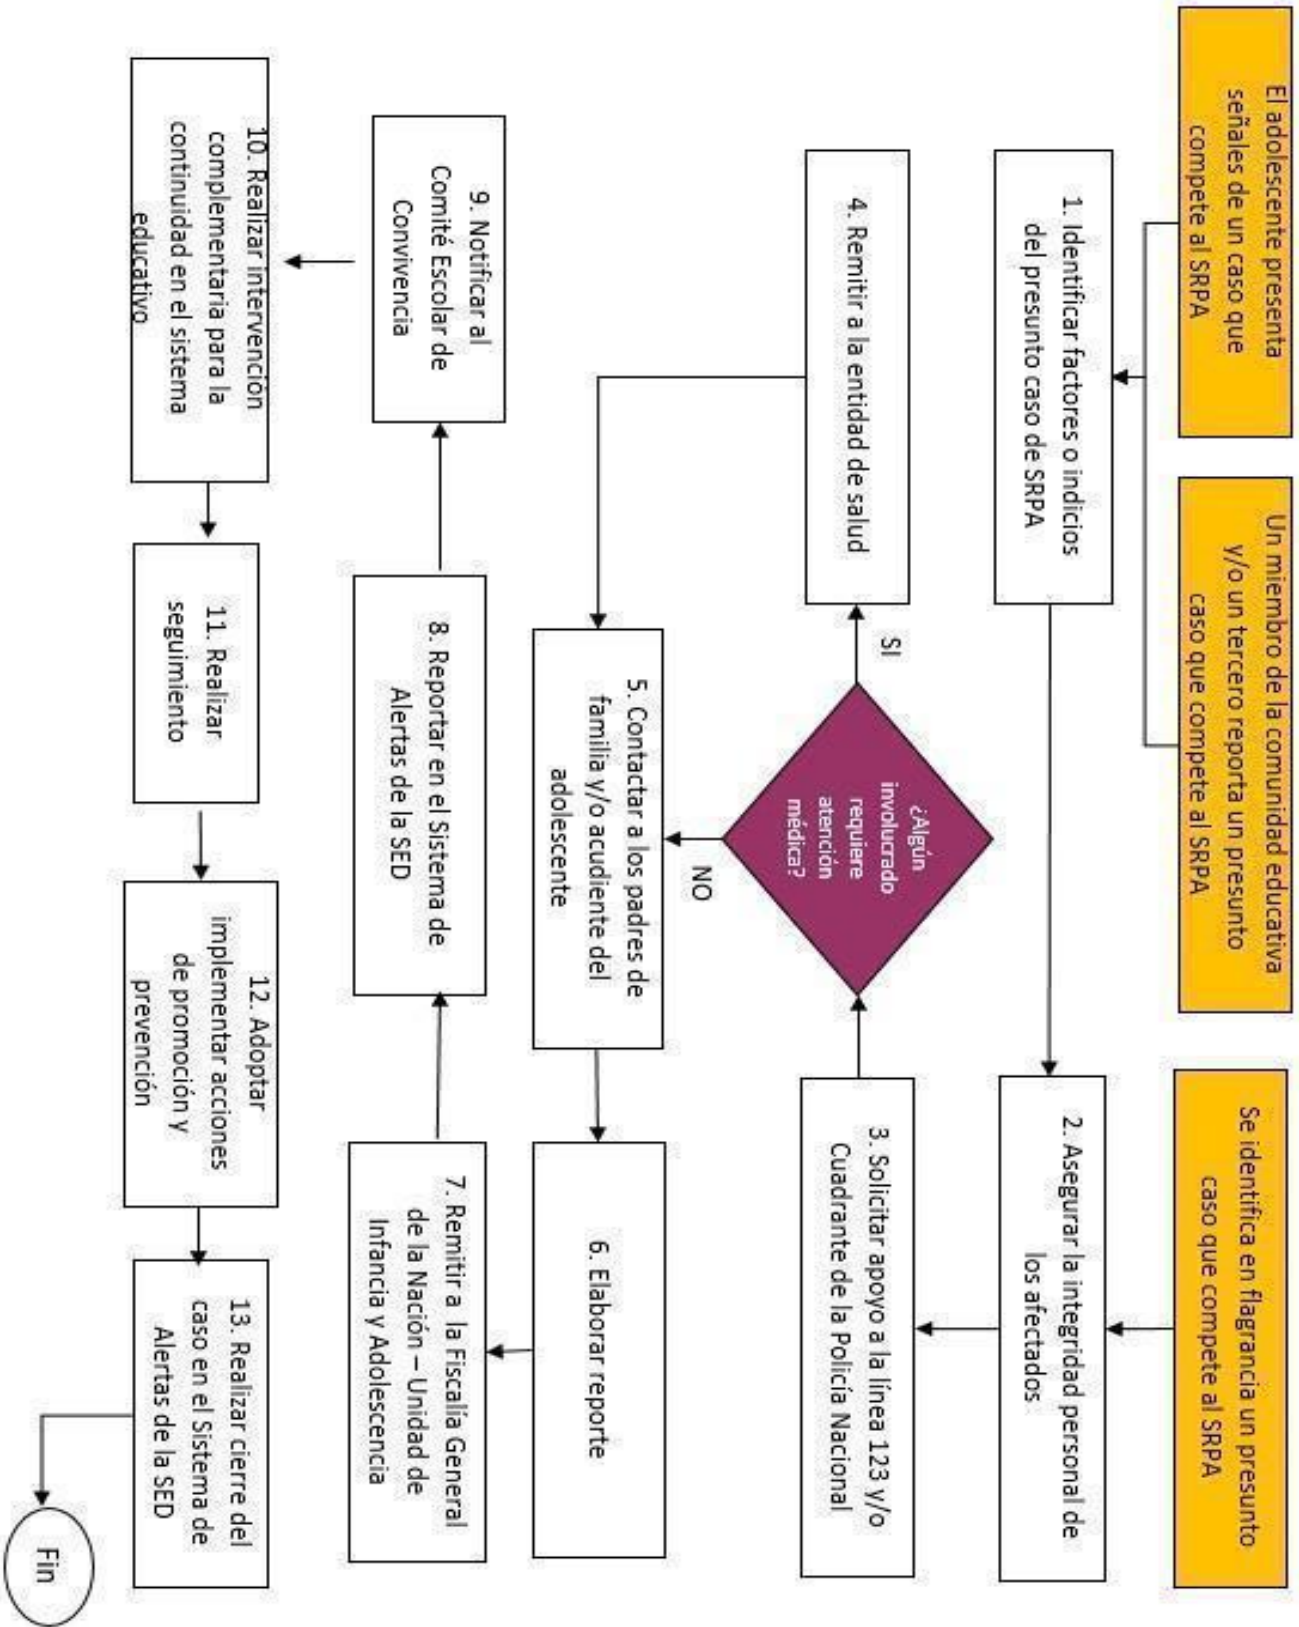 El adolescente presenta
señales de un caso que
compete al SRPA
Un miembro de la comunidad educativa
y/o un tercero reporta un presunto
caso que compete al SRPA
Se identifica en flagrancia un presunto
caso que compete al SRPA
1. Identificar factores o indicios
del presunto caso de SRPA
2. Asegurar la integridad personal de
los afectados
3. Solicitar apoyo a la línea 123 y/o
Cuadrante de la Policía Nacional
¿Algún
involucrado
requiere
atención
médica?
SI
NO
4. Remitir a la entidad de salud
5. Contactar a los padres de
familia y/o acudiente del
adolescente
6. Elaborar reporte
7. Remitir a la Fiscalía General
de la Nación – Unidad de
Infancia y Adolescencia
8. Reportar en el Sistema de
Alertas de la SED
9. Notificar al
Comité Escolar de
Convivencia
10. Realizar intervención
complementaria para la
continuidad en el sistema
educativo
11. Realizar
seguimiento
12. Adoptar
implementar acciones
de promoción y
prevención
13. Realizar cierre del
caso en el Sistema de
Alertas de la SED
Fin